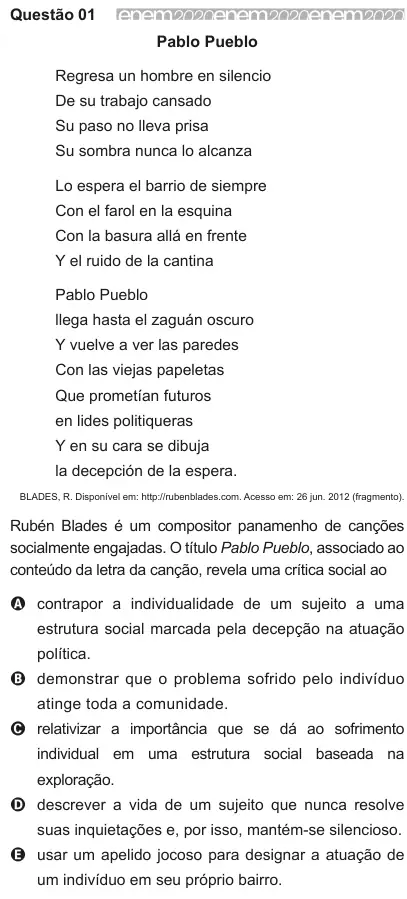 Questão 01 enem2020enem2020enem2020
Pablo Pueblo
Regresa un hombre en silencio
De su trabajo cansado
Su paso no lleva prisa
Su sombra nunca lo alcanza
Lo espera el barrio de siempre
Con el farol en la esquina
Con la basura allá en frente
Y el ruido de la cantina
Pablo Pueblo
llega hasta el zaguán oscuro
Y vuelve a ver las paredes
Con las viejas papeletas
Que prometían futuros
en lides politiqueras
Y en su cara se dibuja
la decepción de la espera.
BLADES, R. Disponível em: http://rubenblades.com. Acesso em: 26 jun. 2012 (fragmento).
Rubén Blades é um compositor panamenho de canções
socialmente engajadas. O título Pablo Pueblo, associado ao
conteúdo da letra da canção, revela uma crítica social ao
A contrapor a individualidade de um sujeito a uma
estrutura social marcada pela decepção na atuação
política.
B demonstrar que o problema sofrido pelo indivíduo
atinge toda a comunidade.
C relativizar a importância que se dá ao sofrimento
individual em uma estrutura social baseada na
exploração.
D descrever a vida de um sujeito que nunca resolve
suas inquietações e, por isso, mantém-se silencioso.
E usar um apelido jocoso para designar a atuação de
um indivíduo em seu próprio bairro.